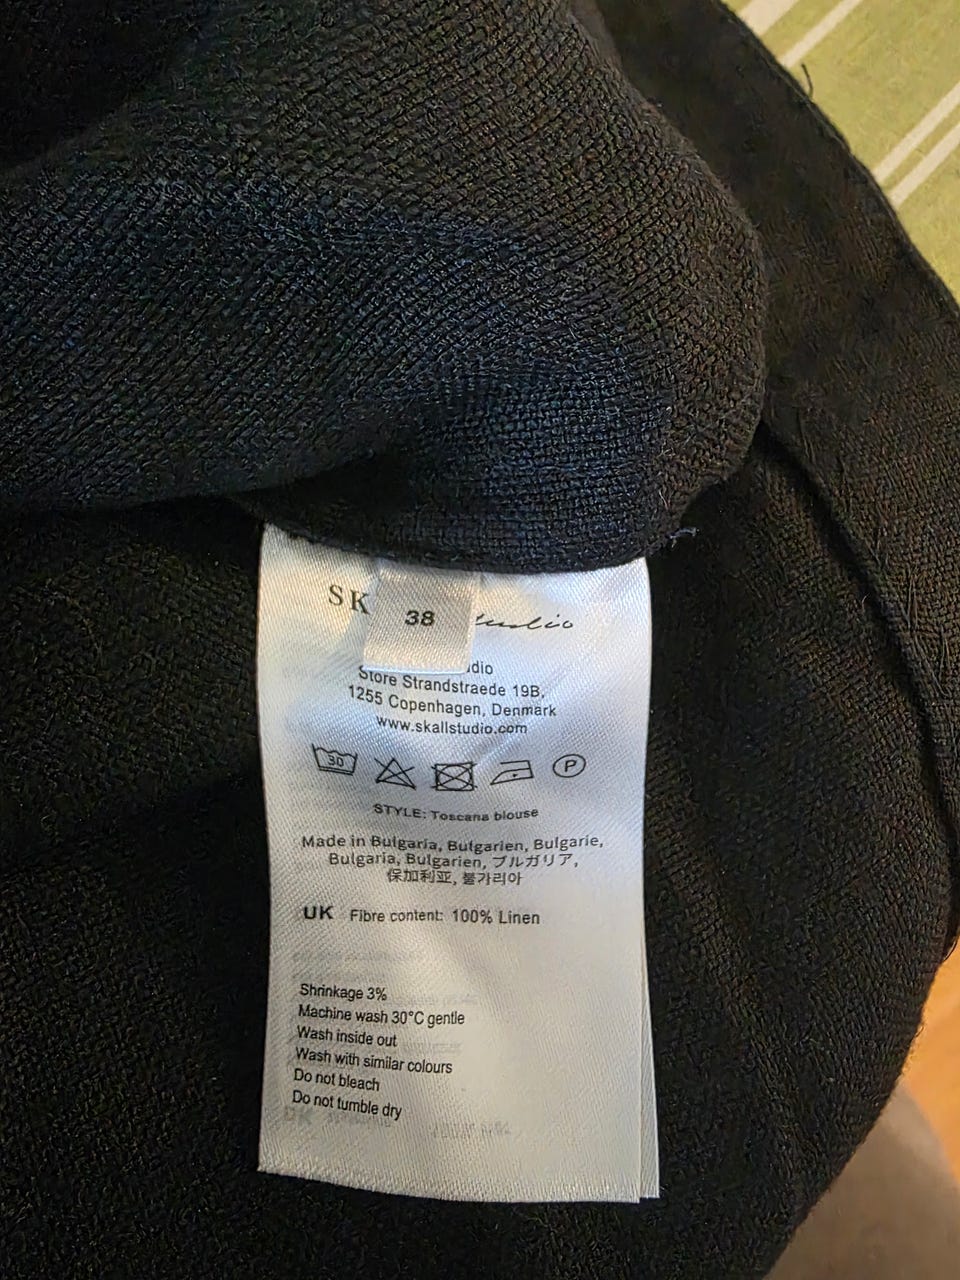 SK
38
studio
dio
Store Strandstraede 19B,
1255 Copenhagen, Denmark
www.skallstudio.com
30
P
STYLE: Toscana blouse
Made in Bulgaria, Bulgarien, Bulgarie,
Bulgaria, Bulgarien, ブルガリア,
保加利亚, 불가리아
UK Fibre content: 100% Linen
Shrinkage 3%
Machine wash 30°C gentle
Wash inside out
Wash with similar colours
Do not bleach
Do not tumble dry